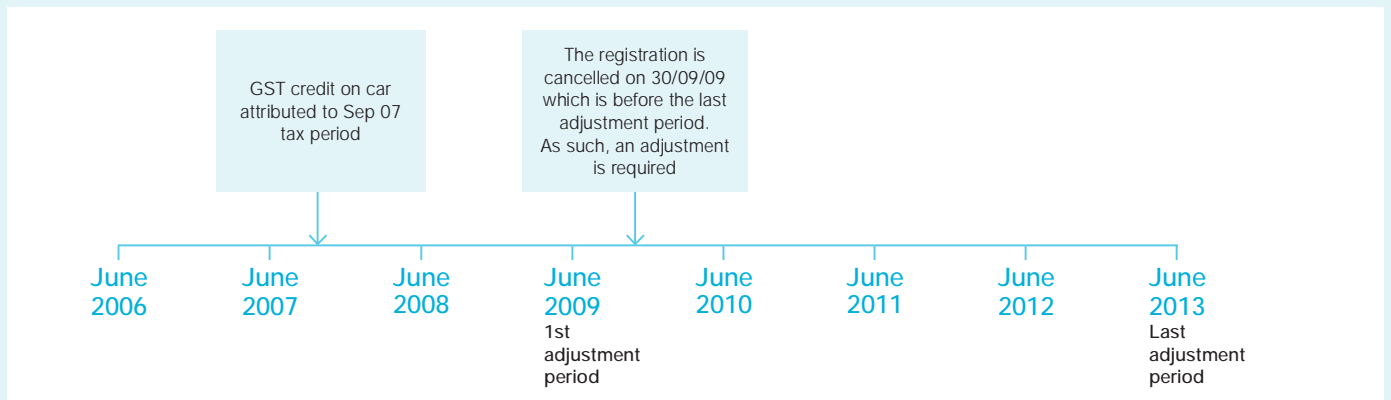 GST credit on car
attributed to Sep 07
tax period
The registration is
cancelled on 30/09/09
which is before the last
adjustment period.
As such, an adjustment
is required
June
2006
June
2007
June
2008
June
2009
1st
adjustment
period
June
2010
June
2011
June
2012
June
2013
Last
adjustment
period